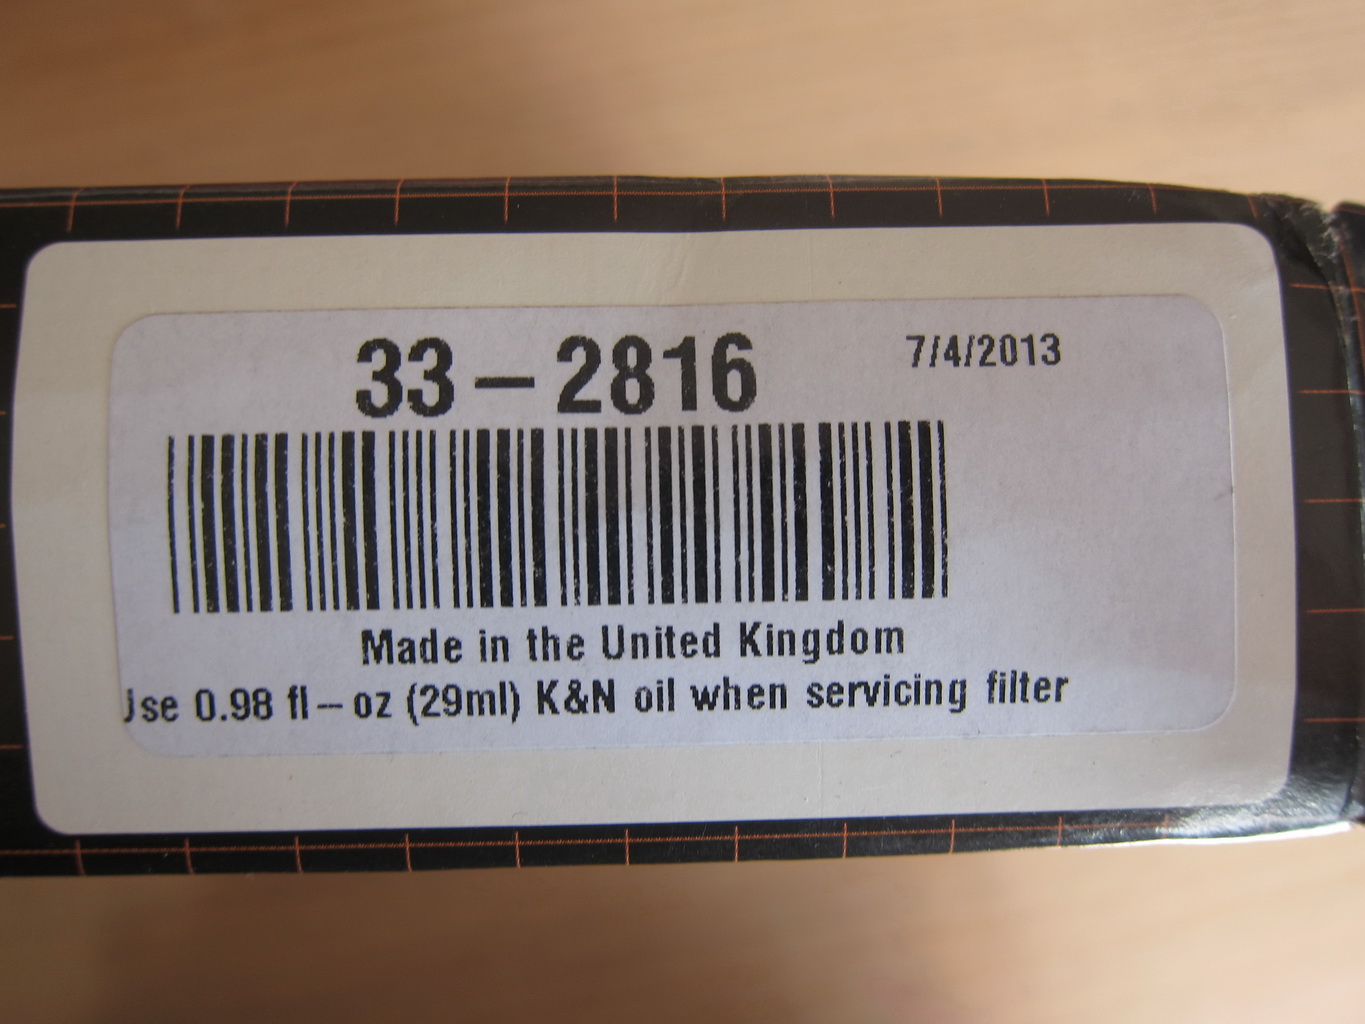 33-2816
7/4/2013
Made in the United Kingdom
Use 0.98 fl-oz (29ml) K&N oil when servicing filter